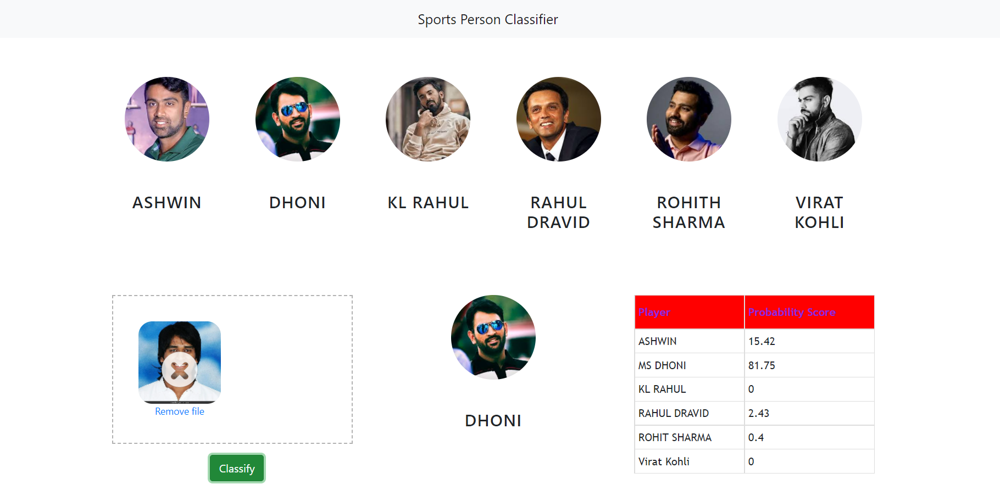 Sports Person Classifier
ASHWIN
DHONI
KL RAHUL
RAHUL
DRAVID
ROHITH
SHARMA
VIRAT
KOHLI
Remove file
Classify
DHONI
Player Probability Score
ASHWIN 15.42
MS DHONI 81.75
KL RAHUL 0
RAHUL DRAVID 2.43
ROHIT SHARMA 0.4
Virat Kohli 0